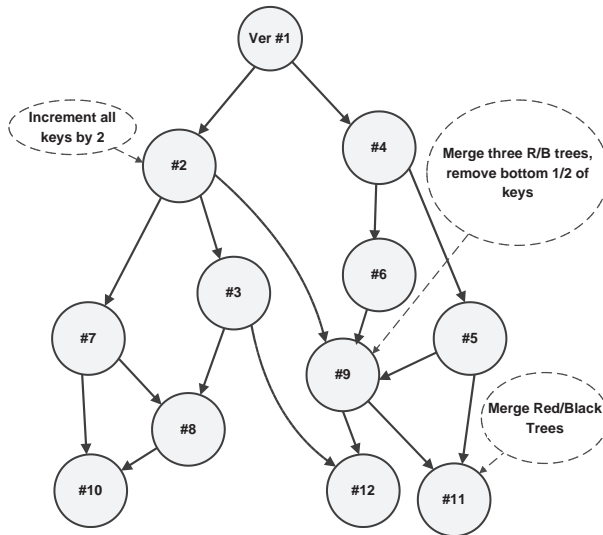 Ver #1
Increment all
keys by 2
#2
#4
Merge three R/B trees,
remove bottom 1/2 of
keys
#6
#3
#7
#5
#9
#8
Merge Red/Black
Trees
#10
#12
#11